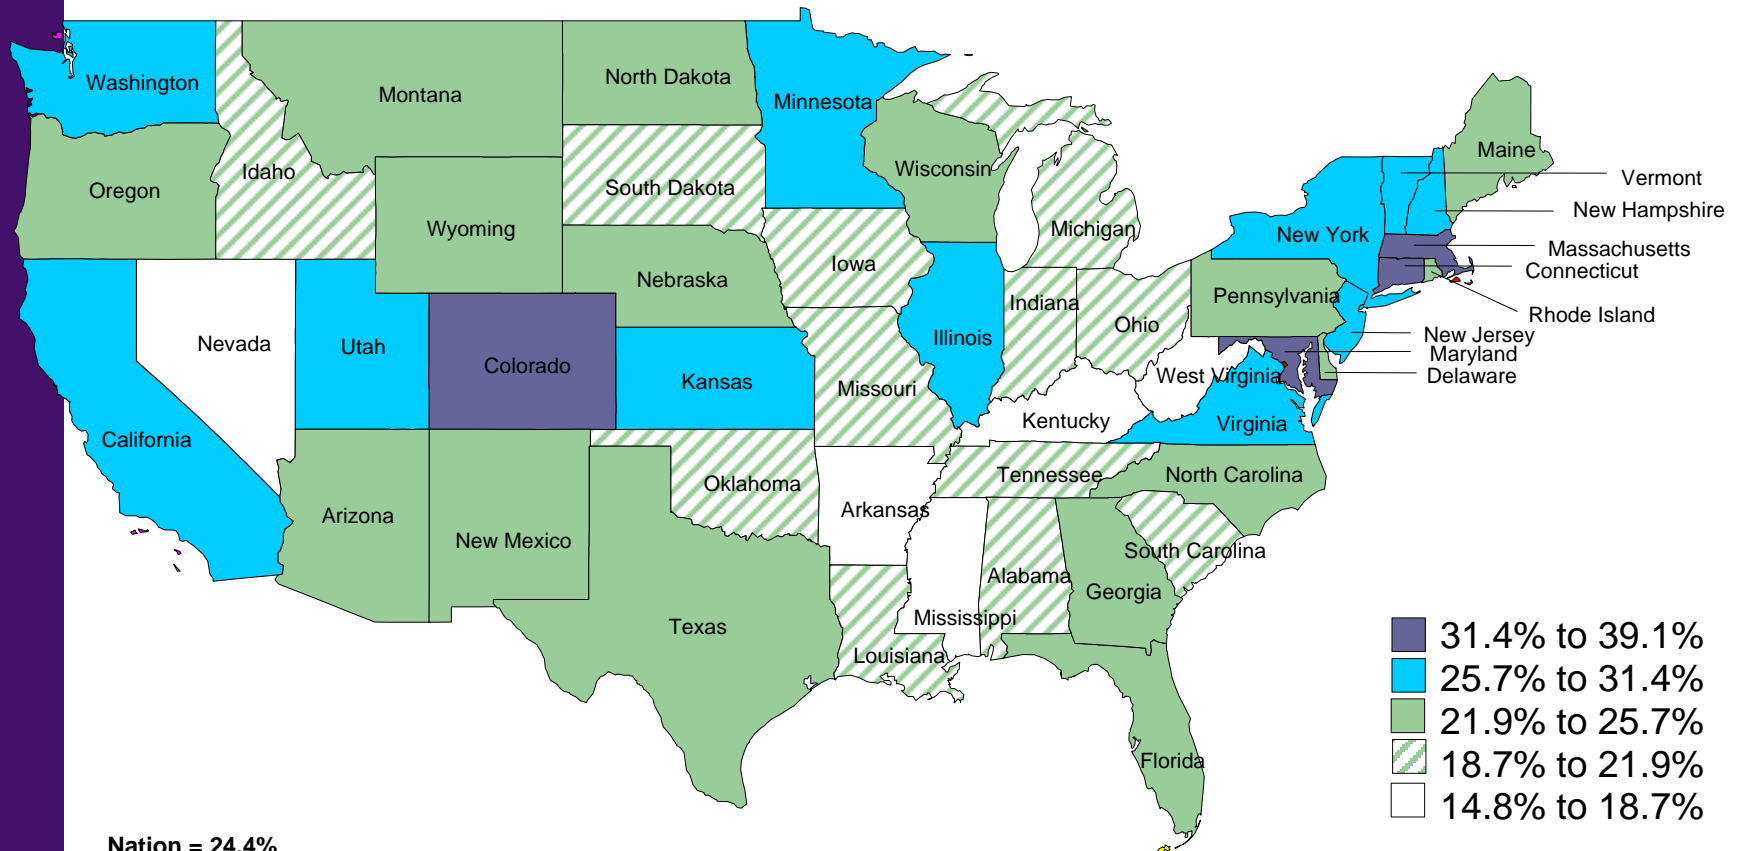 Washington
Montana
North Dakota
Minnesota
Idaho
Oregon
South Dakota
Wisconsin
Maine
Vermont
New Hampshire
Wyoming
Michigan
New York
Massachusetts
Connecticut
Iowa
Nebraska
Indiana
Pennsylvania
Rhode Island
Ohio
Nevada
Utah
Illinois
New Jersey
Maryland
Delaware
Colorado
Kansas
Missouri
West Virginia
California
Kentucky
Virginia
Oklahoma
Tennessee
North Carolina
Arizona
New Mexico
Arkansas
South Carolina
Alabama
Georgia
Mississippi
Texas
Louisiana
Florida
31.4% to 39.1%
25.7% to 31.4%
21.9% to 25.7%
18.7% to 21.9%
14.8% to 18.7%
Nation = 24.4%